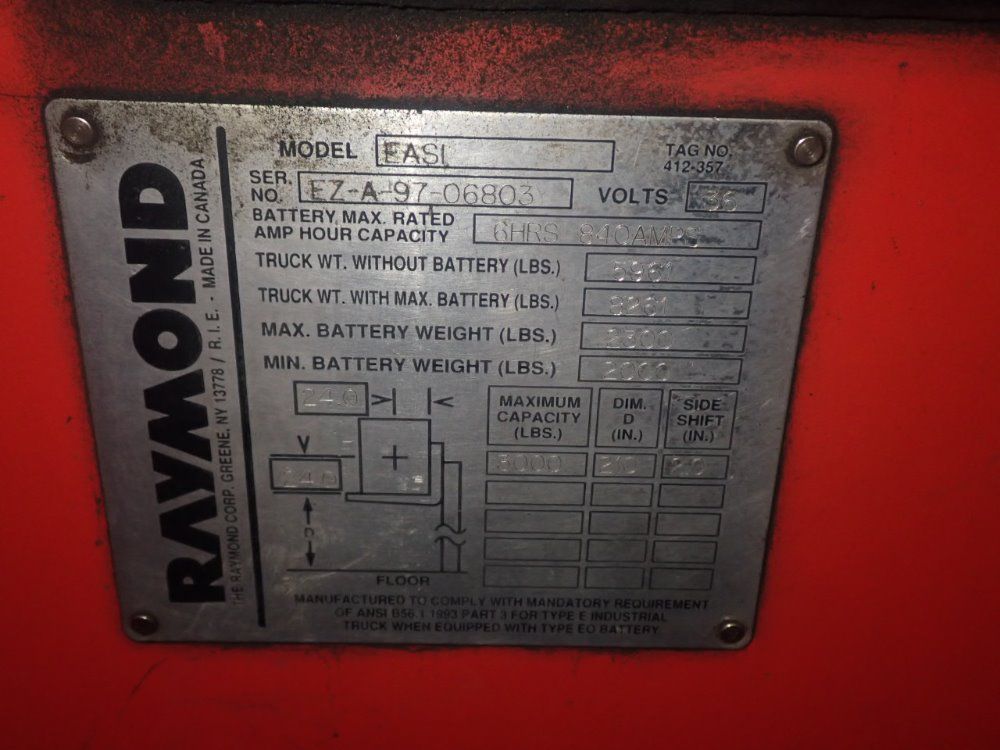 RAYMOND
THE RAYMOND CORP. GREENE, NY 13778 / R.I.E. - MADE IN CANADA
MODEL EASI
TAG NO.
412-357
SER.
NO. EZ-A-97-06803
VOLTS 36
BATTERY, MAX. RATED
AMP HOUR CAPACITY 6HRS 840AMPS
TRUCK WT. WITHOUT BATTERY (LBS.) 5961
TRUCK WT. WITH MAX. BATTERY (LBS.) 8261
MAX. BATTERY WEIGHT (LBS.) 2300
MIN. BATTERY WEIGHT (LBS.) 2000
24.0
24.0
D
FLOOR
MAXIMUM CAPACITY (LBS.) DIM. D (IN.) SIDE SHIFT (IN.)
MANUFACTURED TO COMPLY WITH MANDATORY REQUIREMENT
OF ANSI B56.1 1993 PART 3 FOR TYPE E INDUSTRIAL
TRUCK WHEN EQUIPPED WITH TYPE EO BATTERY